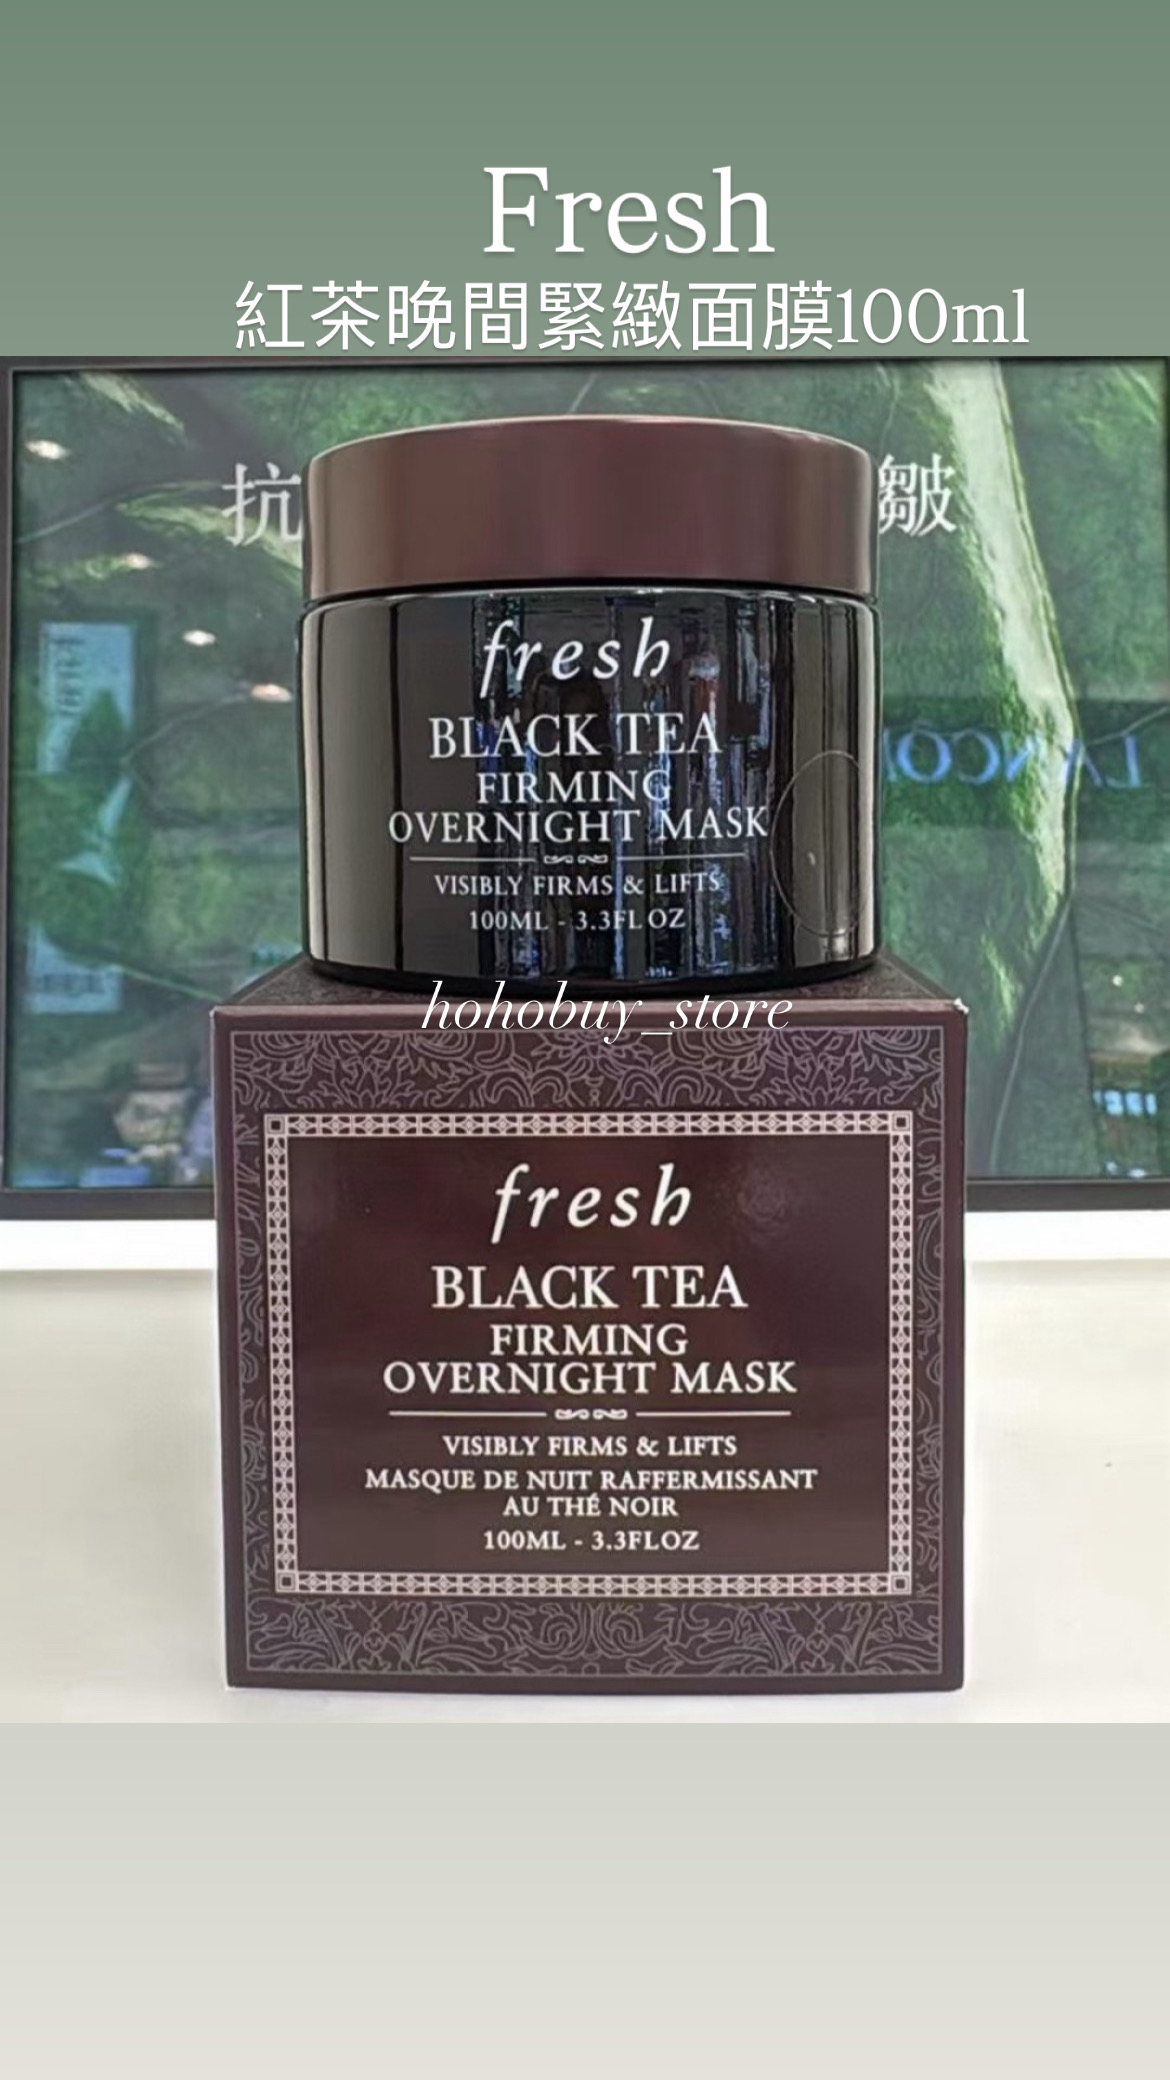 Fresh
紅茶晚間緊緻面膜100ml
抗
皺
fresh
BLACK TEA
FIRMING
OVERNIGHT MASK
VISIBLY FIRMS & LIFTS
100ML - 3.3FL OZ
hohobuy_store
fresh
BLACK TEA
FIRMING
OVERNIGHT MASK
VISIBLY FIRMS & LIFTS
MASQUE DE NUIT RAFFERMISSANT
AU THÉ NOIR
100ML - 3.3FLOZ